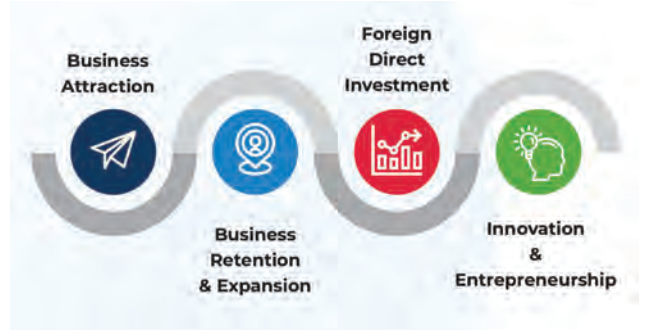 Business
Attraction
Business
Retention
& Expansion
Foreign
Direct
Investment
Innovation
&
Entrepreneurship